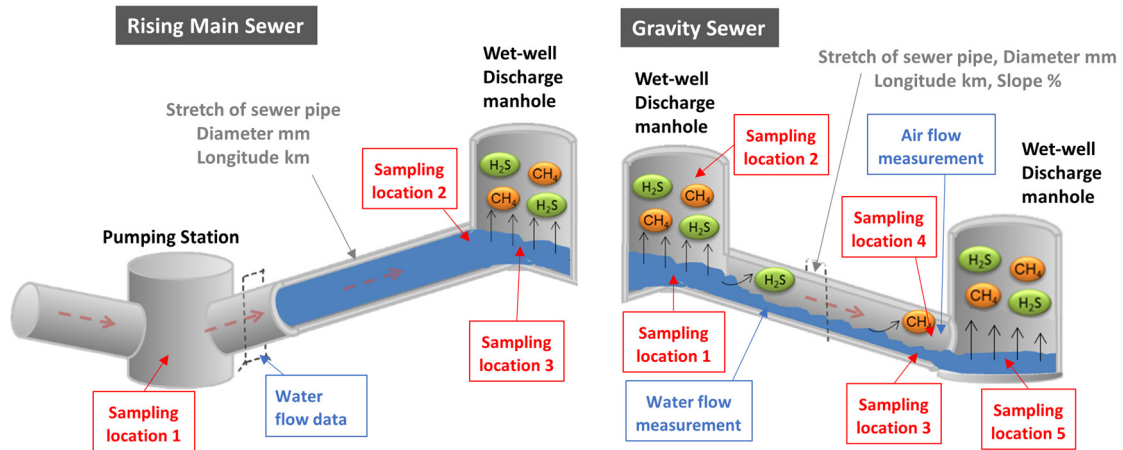 Rising Main Sewer
Wet-well
Discharge
manhole
Stretch of sewer pipe
Diameter mm
Longitude km
Sampling
location 2
H₂S
CH₄
CH₄
H₂S
Pumping Station
Sampling
location 3
Sampling
location 1
Water
flow data
Gravity Sewer
Stretch of sewer pipe, Diameter mm
Longitude km, Slope %
Wet-well
Discharge
manhole
Sampling
location 2
Air flow
measurement
Wet-well
Discharge
manhole
H₂S
CH₄
CH₄
H₂S
Sampling
location 4
H₂S
CH₄
H₂S
CH₄
CH₄
H₂S
Sampling
location 1
Water flow
measurement
Sampling
location 3
Sampling
location 5